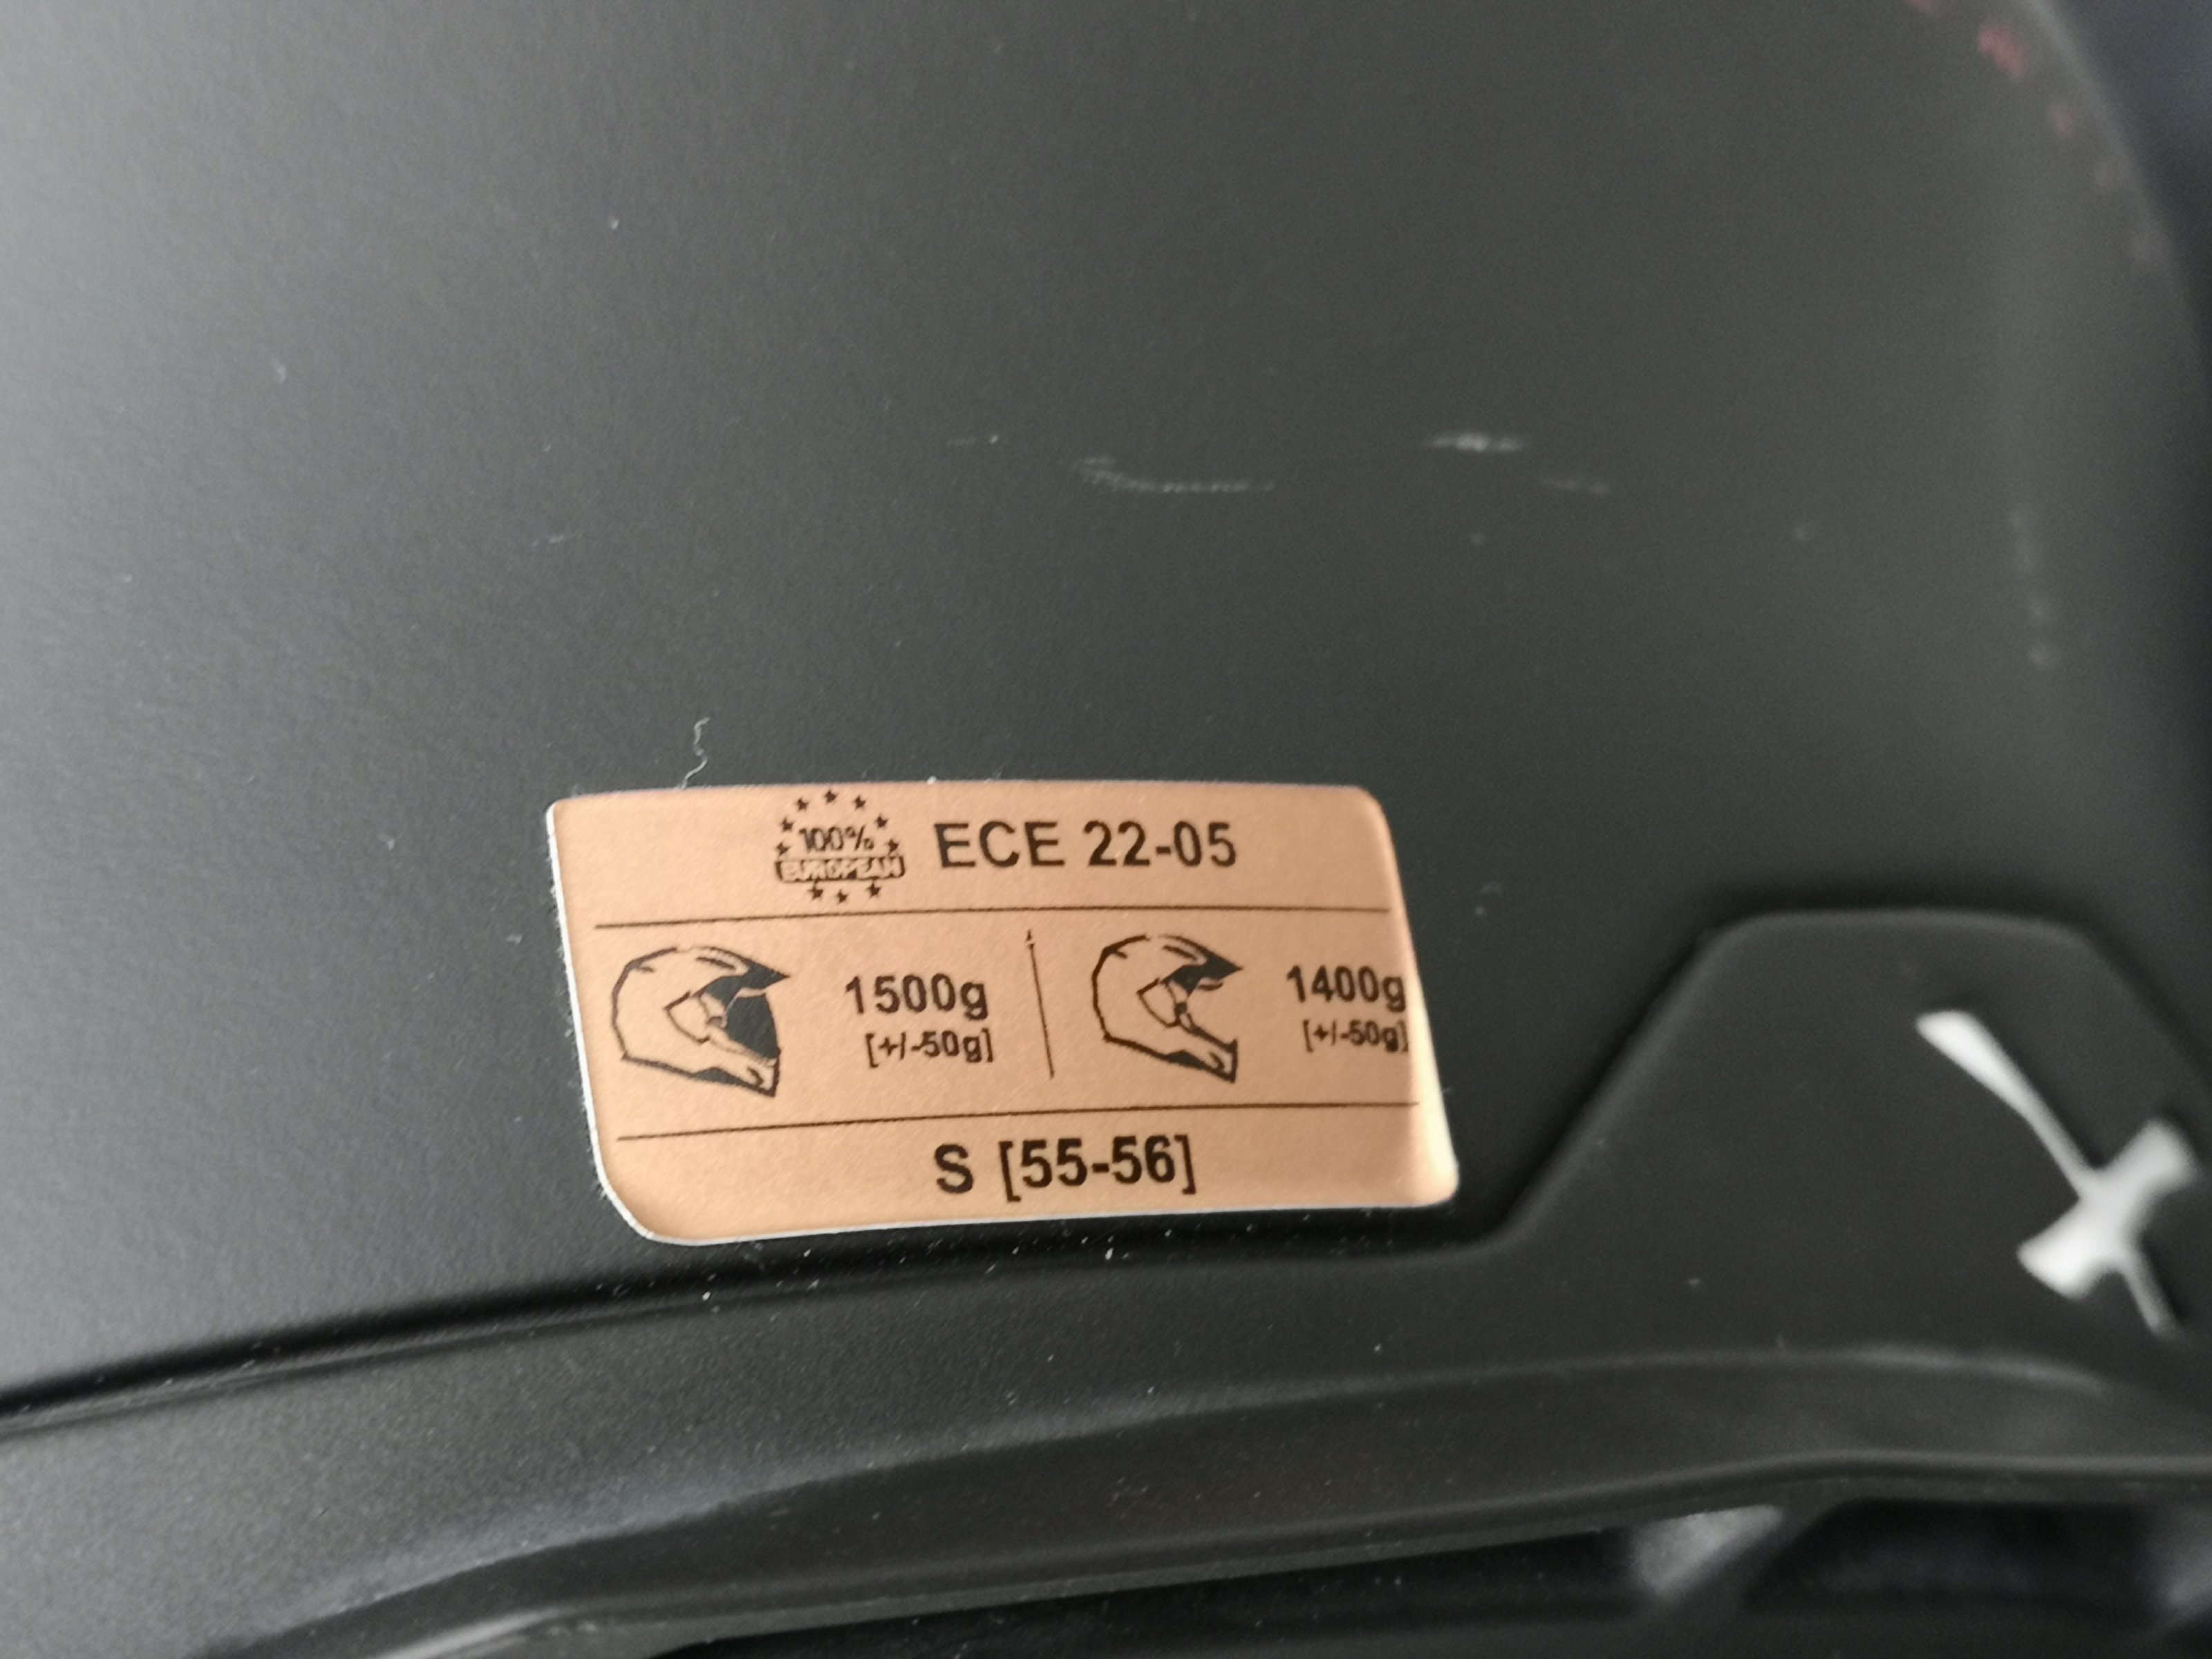 100%
EUROPEAN
ECE 22-05
1500g
[+/-50g]
1400g
[+/-50g]
S [55-56]